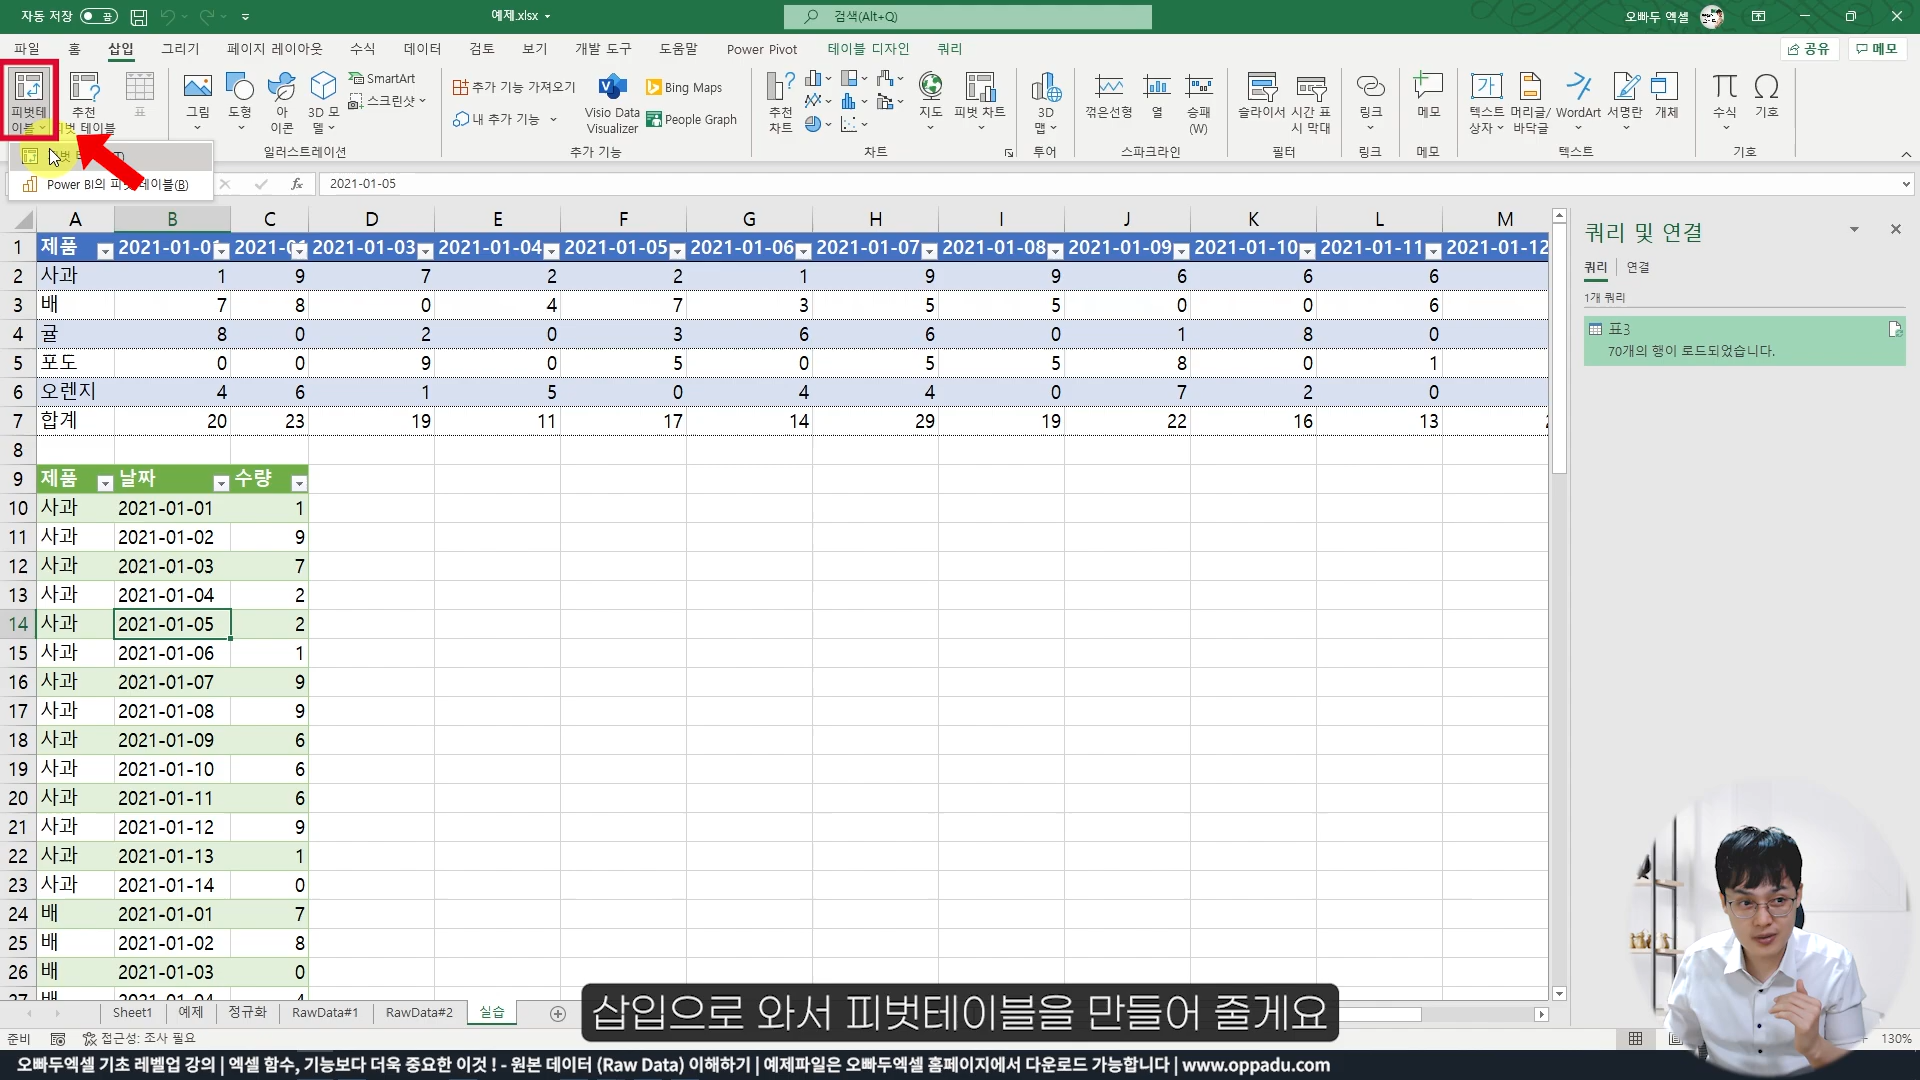 자동 저장 끔 예제.xlsx 검색(Alt+Q) 오빠두 엑셀
파일 홈 삽입 그리기 페이지 레이아웃 수식 데이터 검토 보기 개발 도구 도움말 Power Pivot 테이블 디자인 쿼리 공유 메모
피벗테이블 추천 피벗 테이블 표 그림 도형 아이콘 3D 모델 SmartArt 스크린샷 추가 기능 가져오기 내 추가 기능 Visio Data Visualizer Bing Maps People Graph 추천 차트 지도 피벗 차트 3D 맵 꺾은선형 열 승패 (W) 슬라이서 시간 표시 막대 링크 메모 텍스트 상자 머리글/바닥글 WordArt 서명란 개체 수식 기호
일러스트레이션 추가 기능 차트 투어 스파크라인 필터 링크 메모 텍스트 기호
Power BI의 피벗 테이블(B)
fx 2021-01-05
A B C D E F G H I J K L M
1 제품 2021-01-01 2021-01 2021-01-03 2021-01-04 2021-01-05 2021-01-06 2021-01-07 2021-01-08 2021-01-09 2021-01-10 2021-01-11 2021-01-12
2 사과 1 9 7 2 2 1 9 9 6 6 6
3 배 7 8 0 4 7 3 5 5 0 0 6
4 귤 8 0 2 0 3 6 6 0 1 8 0
5 포도 0 0 9 0 5 0 5 5 8 0 1
6 오렌지 4 6 1 5 0 4 4 0 7 2 0
7 합계 20 23 19 11 17 14 29 19 22 16 13
8
9 제품 날짜 수량
10 사과 2021-01-01 1
11 사과 2021-01-02 9
12 사과 2021-01-03 7
13 사과 2021-01-04 2
14 사과 2021-01-05 2
15 사과 2021-01-06 1
16 사과 2021-01-07 9
17 사과 2021-01-08 9
18 사과 2021-01-09 6
19 사과 2021-01-10 6
20 사과 2021-01-11 6
21 사과 2021-01-12 9
22 사과 2021-01-13 1
23 사과 2021-01-14 0
24 배 2021-01-01 7
25 배 2021-01-02 8
26 배 2021-01-03 0
27 배 2021-01-04 4
쿼리 및 연결
쿼리 연결
1개 쿼리
표3
70개의 행이 로드되었습니다.
삽입으로 와서 피벗테이블을 만들어 줄게요
Sheet1 예제 정규화 RawData#1 RawData#2 실습
준비 접근성: 조사 필요 130%
오빠두엑셀 기초 레벨업 강의 | 엑셀 함수, 기능보다 더욱 중요한 이것 ! - 원본 데이터 (Raw Data) 이해하기 | 예제파일은 오빠두엑셀 홈페이지에서 다운로드 가능합니다 | www.oppadu.com